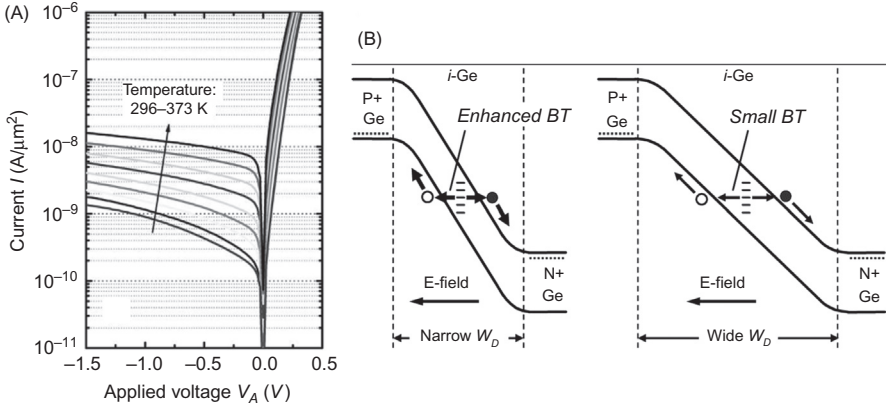 (A)
10⁻⁶
10⁻⁷
10⁻⁸
10⁻⁹
10⁻¹⁰
10⁻¹¹
Current I (A/μm²)
Temperature:
296–373 K
–1.5 –1.0 –0.5 0.0 0.5
Applied voltage V_A (V)
(B)
i-Ge
P+
Ge
Enhanced BT
E-field
N+
Ge
Narrow W_D
i-Ge
P+
Ge
Small BT
E-field
N+
Ge
Wide W_D